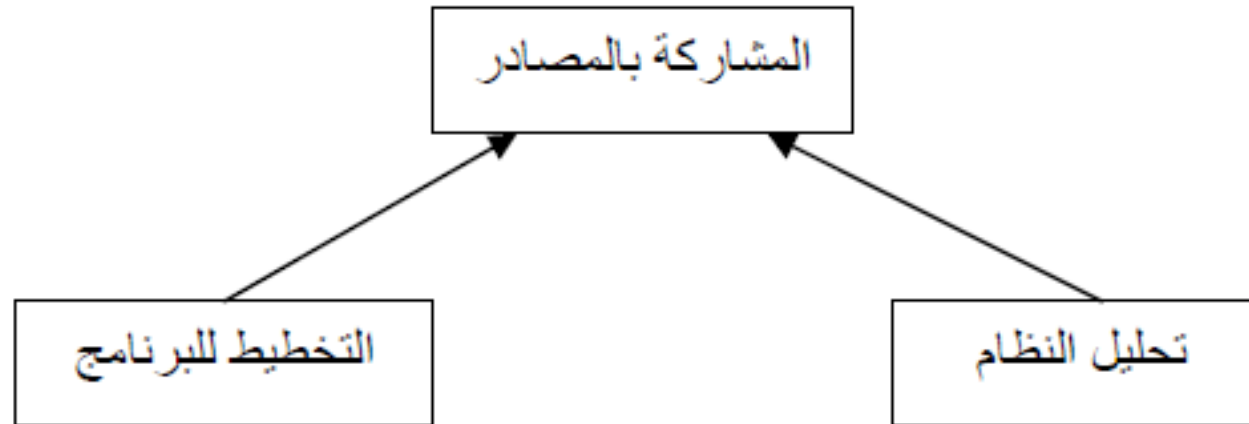 المشاركة بالمصادر
تحليل النظام
التخطيط للبرنامج